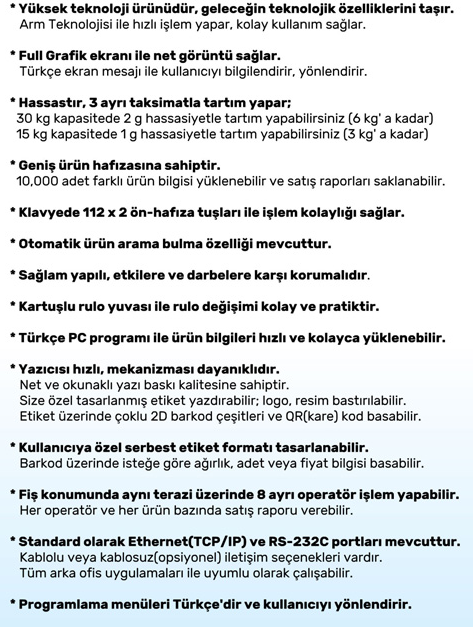 * Yüksek teknoloji ürünüdür, geleceğin teknolojik özelliklerini taşır.
Arm Teknolojisi ile hızlı işlem yapar, kolay kullanım sağlar.
* Full Grafik ekranı ile net görüntü sağlar.
Türkçe ekran mesajı ile kullanıcıyı bilgilendirir, yönlendirir.
* Hassastır, 3 ayrı taksimatla tartım yapar;
30 kg kapasitede 2 g hassasiyetle tartım yapabilirsiniz (6 kg' a kadar)
15 kg kapasitede 1 g hassasiyetle tartım yapabilirsiniz (3 kg' a kadar)
* Geniş ürün hafızasına sahiptir.
10,000 adet farklı ürün bilgisi yüklenebilir ve satış raporları saklanabilir.
* Klavyede 112 x 2 ön-hafıza tuşları ile işlem kolaylığı sağlar.
* Otomatik ürün arama bulma özelliği mevcuttur.
* Sağlam yapılı, etkilere ve darbelere karşı korumalıdır.
* Kartuşlu rulo yuvası ile rulo değişimi kolay ve pratiktir.
* Türkçe PC programı ile ürün bilgileri hızlı ve kolayca yüklenebilir.
* Yazıcısı hızlı, mekanizması dayanıklıdır.
Net ve okunaklı yazı baskı kalitesine sahiptir.
Size özel tasarlanmış etiket yazdırabilir; logo, resim bastırılabilir.
Etiket üzerinde çoklu 2D barkod çeşitleri ve QR(kare) kod basabilir.
* Kullanıcıya özel serbest etiket formatı tasarlanabilir.
Barkod üzerinde isteğe göre ağırlık, adet veya fiyat bilgisi basabilir.
* Fiş konumunda aynı terazi üzerinde 8 ayrı operatör işlem yapabilir.
Her operatör ve her ürün bazında satış raporu verebilir.
* Standard olarak Ethernet(TCP/IP) ve RS-232C portları mevcuttur.
Kablolu veya kablosuz(opsiyonel) iletişim seçenekleri vardır.
Tüm arka ofis uygulamaları ile uyumlu olarak çalışabilir.
* Programlama menüleri Türkçe'dir ve kullanıcıyı yönlendirir.